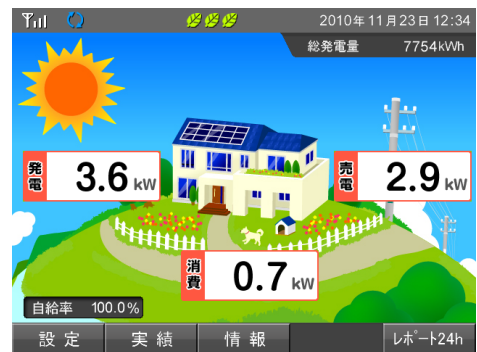 2010年11月23日 12:34
総発電量 7754kWh
発電 3.6 kW
売電 2.9 kW
消費 0.7 kW
自給率 100.0%
設定 実績 情報 レポート24h